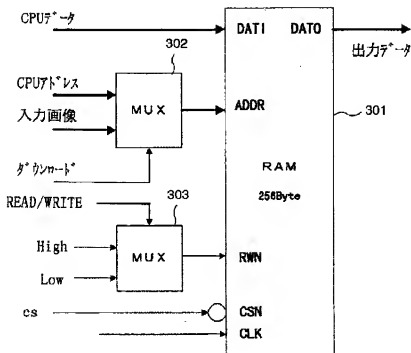 CPUデータ
DATI DATO
出力データ
302
CPUアドレス
MUX
ADDR
301
入力画像
RAM
256Byte
ダウンロード
READ/WRITE
303
High
MUX
RWN
Low
cs
CSN
CLK